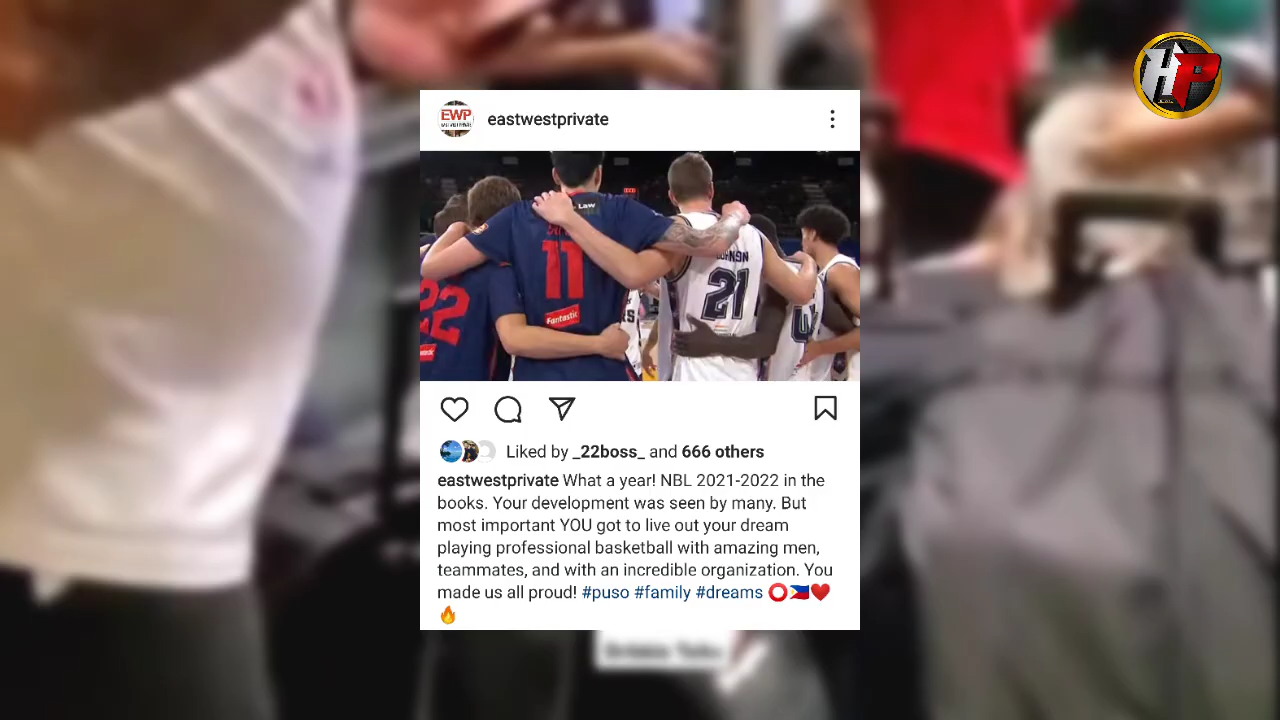 HP
EWP
eastwestprivate
Law
11
22
Fantastic
21
Liked by _22boss_ and 666 others
eastwestprivate What a year! NBL 2021-2022 in the
books. Your development was seen by many. But
most important YOU got to live out your dream
playing professional basketball with amazing men,
teammates, and with an incredible organization. You
made us all proud! #puso #family #dreams ⭕🇵🇭❤️
🔥